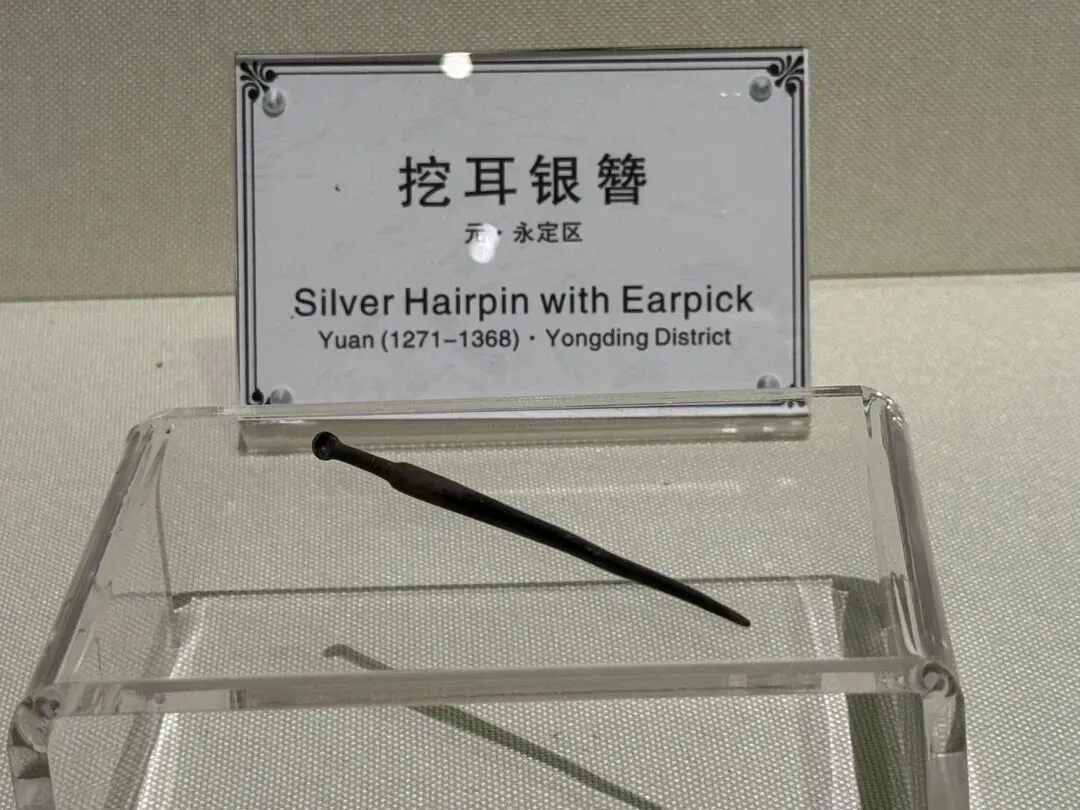 挖耳银簪
元·永定区
Silver Hairpin with Earpick
Yuan (1271–1368)·Yongding District